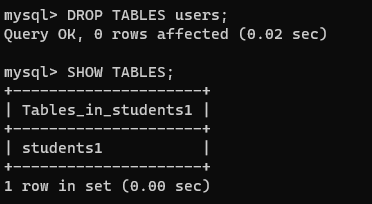 mysql> DROP TABLES users;
Query OK, 0 rows affected (0.02 sec)
mysql> SHOW TABLES;
+---------------------+
| Tables_in_students1 |
+---------------------+
| students1           |
+---------------------+
1 row in set (0.00 sec)